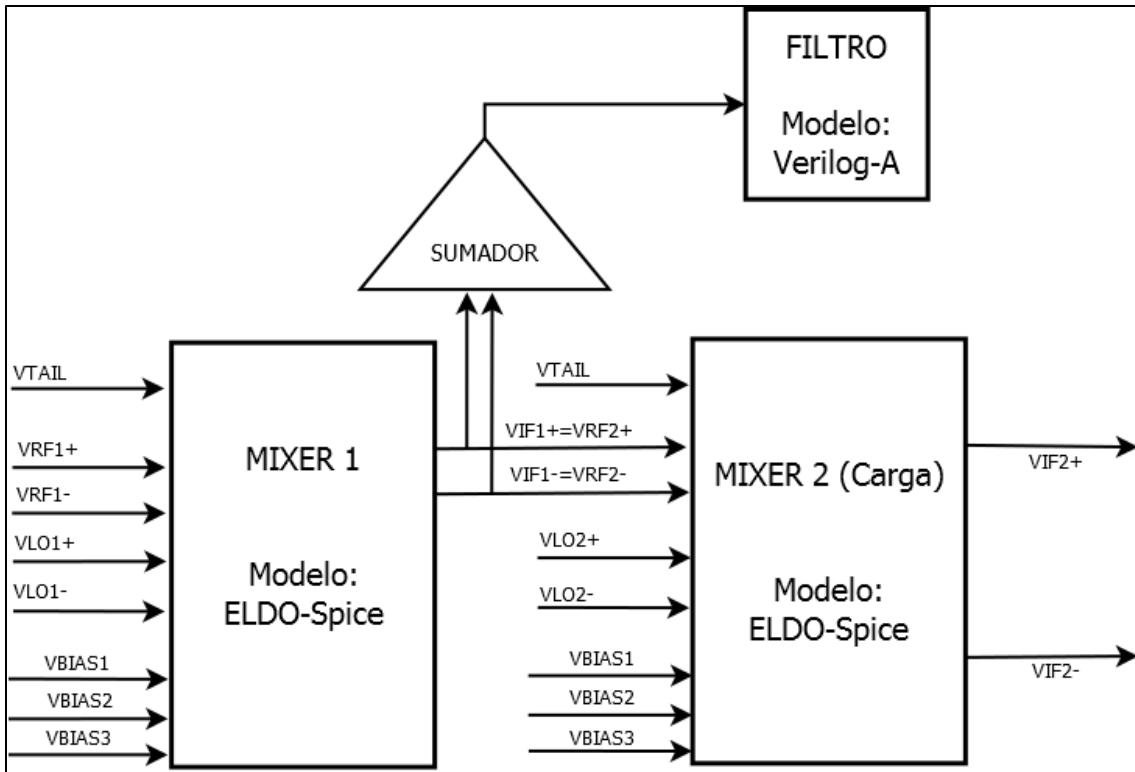 FILTRO
Modelo:
Verilog-A
SUMADOR
VTAIL
VRF1+
VRF1-
VLO1+
VLO1-
VBIAS1
VBIAS2
VBIAS3
MIXER 1
Modelo:
ELDO-Spice
VTAIL
VIF1+=VRF2+
VIF1-=VRF2-
VLO2+
VLO2-
VBIAS1
VBIAS2
VBIAS3
MIXER 2 (Carga)
Modelo:
ELDO-Spice
VIF2+
VIF2-